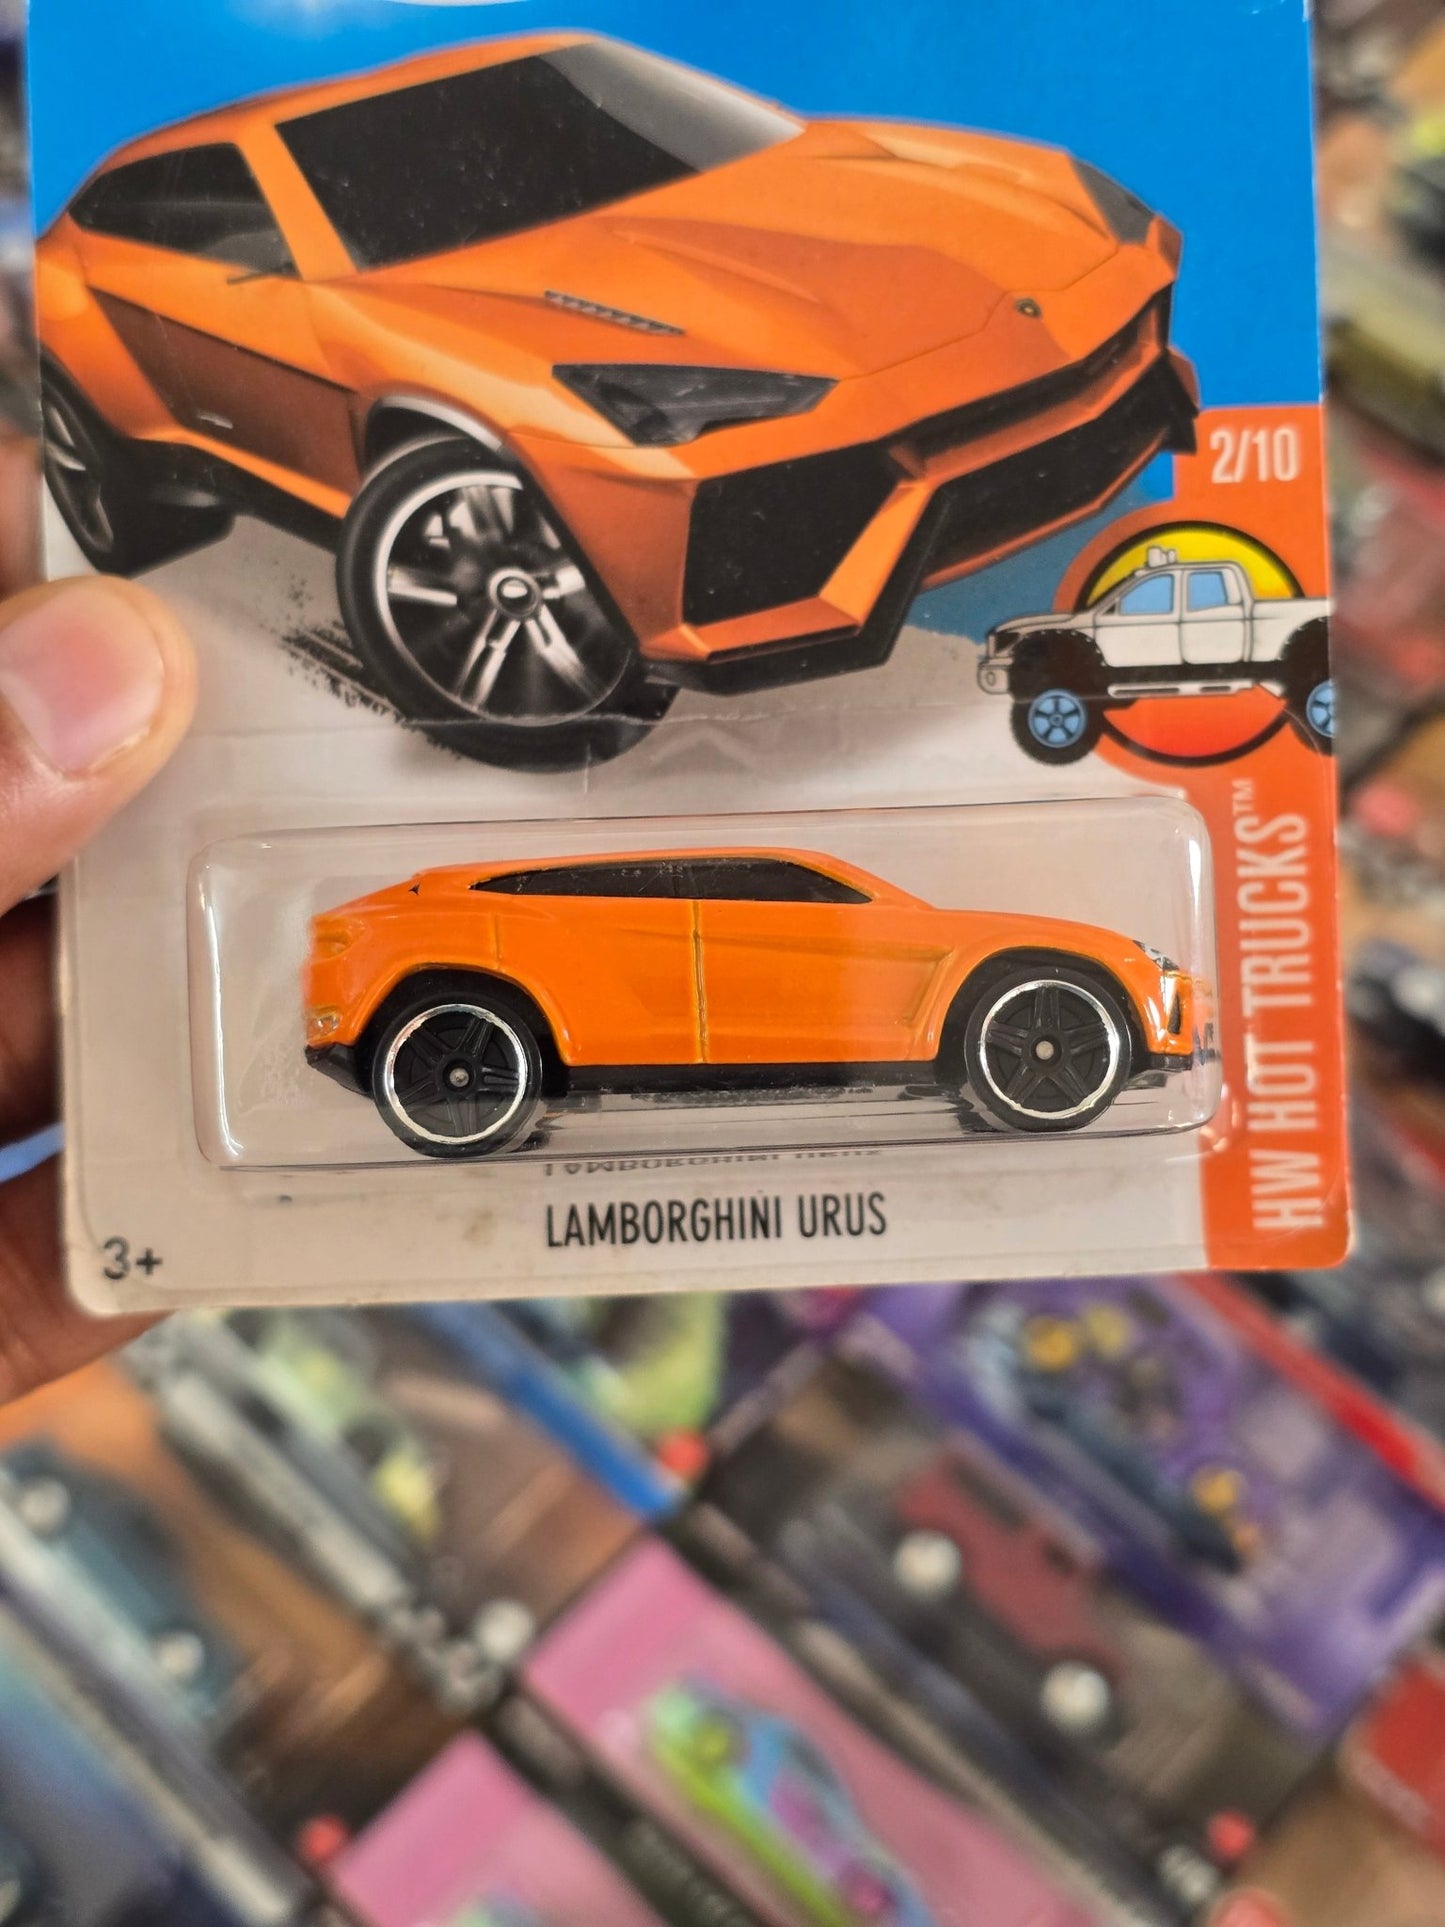 2/10
HW HOT TRUCKS™
LAMBORGHINI URUS
3+